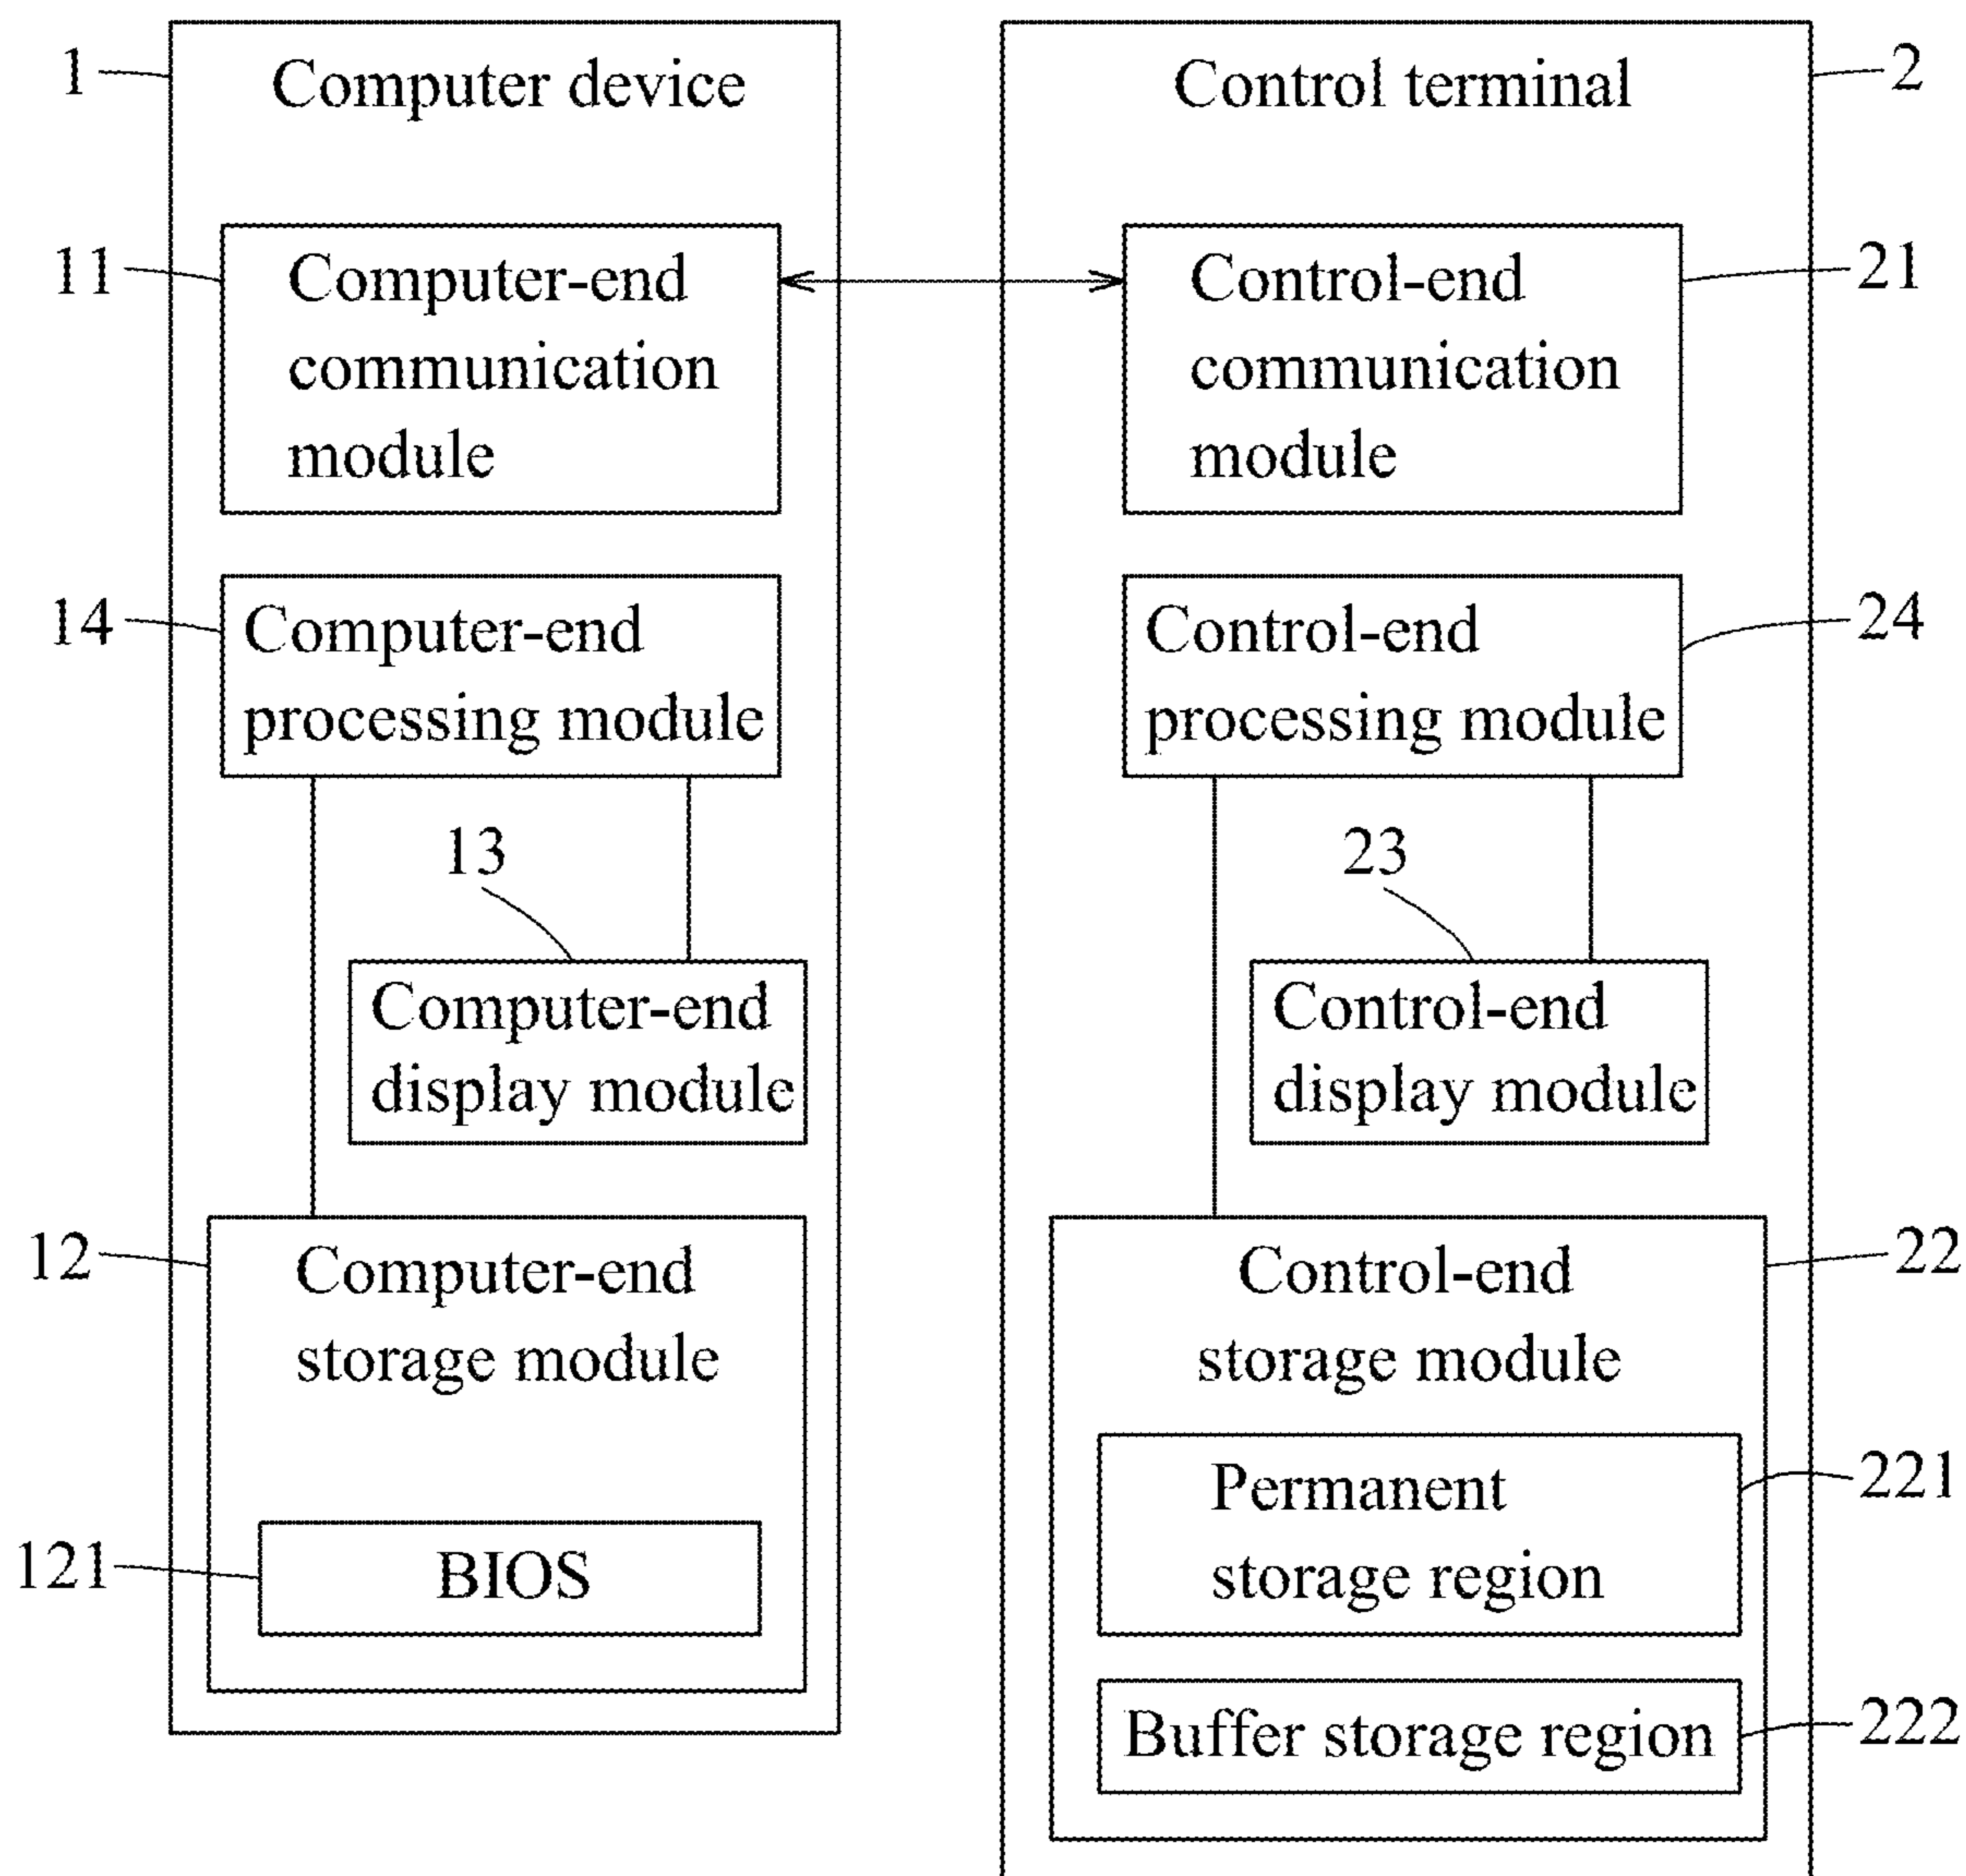 1
Computer device
11
Computer-end
communication
module
14
Computer-end
processing module
13
Computer-end
display module
12
Computer-end
storage module
121
BIOS
2
Control terminal
21
Control-end
communication
module
24
Control-end
processing module
23
Control-end
display module
22
Control-end
storage module
221
Permanent
storage region
222
Buffer storage region